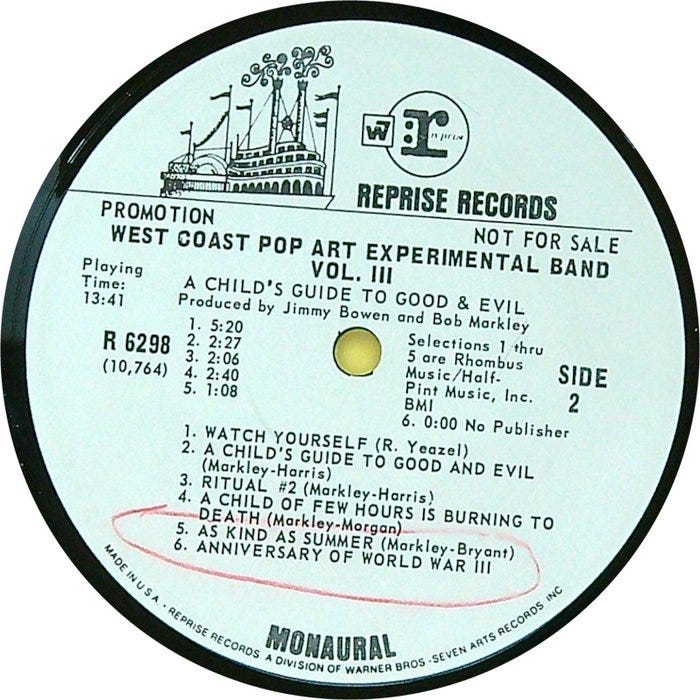 W7
r
reprise
REPRISE RECORDS
PROMOTION
NOT FOR SALE
WEST COAST POP ART EXPERIMENTAL BAND
VOL. III
Playing
Time:
13:41
A CHILD'S GUIDE TO GOOD & EVIL
Produced by Jimmy Bowen and Bob Markley
R 6298
(10,764)
1. 5:20
2. 2:27
3. 2:06
4. 2:40
5. 1:08
Selections 1 thru
5 are Rhombus
Music/Half-
Pint Music, Inc.
BMI
6. 0:00 No Publisher
SIDE
2
1. WATCH YOURSELF (R. Yeazel)
2. A CHILD'S GUIDE TO GOOD AND EVIL
(Markley-Harris)
3. RITUAL #2 (Markley-Harris)
4. A CHILD OF FEW HOURS IS BURNING TO
DEATH (Markley-Morgan)
5. AS KIND AS SUMMER (Markley-Bryant)
6. ANNIVERSARY OF WORLD WAR III
MONAURAL
MADE IN U.S.A. - REPRISE RECORDS A DIVISION OF WARNER BROS.-SEVEN ARTS RECORDS INC